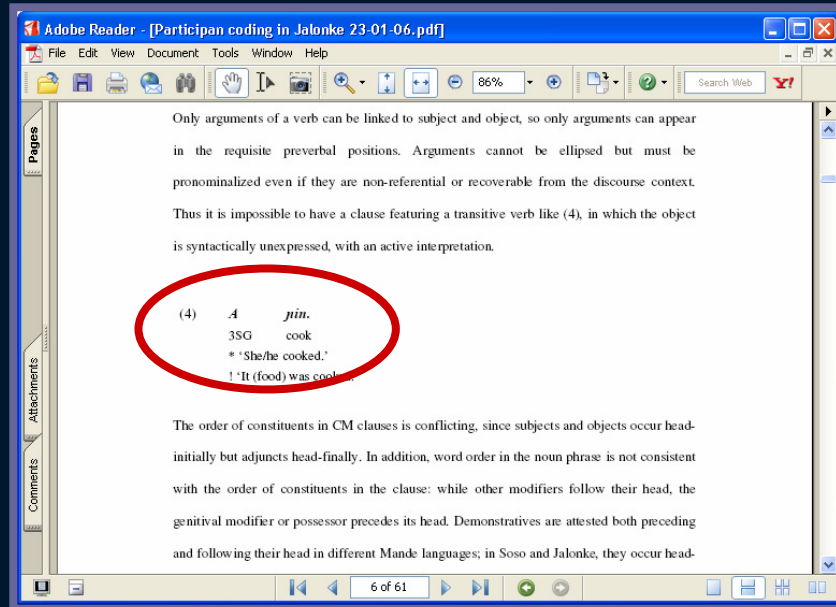 Adobe Reader - [Participan coding in Jalonke 23-01-06.pdf]
File Edit View Document Tools Window Help
86%
Search Web
Y!
Pages
Attachments
Comments
Only arguments of a verb can be linked to subject and object, so only arguments can appear
in the requisite preverbal positions. Arguments cannot be ellipsed but must be
pronominalized even if they are non-referential or recoverable from the discourse context.
Thus it is impossible to have a clause featuring a transitive verb like (4), in which the object
is syntactically unexpressed, with an active interpretation.
(4) A ɲin.
3SG cook
* ‘She/he cooked.’
! ‘It (food) was cooked.’
The order of constituents in CM clauses is conflicting, since subjects and objects occur head-
initially but adjuncts head-finally. In addition, word order in the noun phrase is not consistent
with the order of constituents in the clause: while other modifiers follow their head, the
genitival modifier or possessor precedes its head. Demonstratives are attested both preceding
and following their head in different Mande languages; in Soso and Jalonke, they occur head-
6 of 61